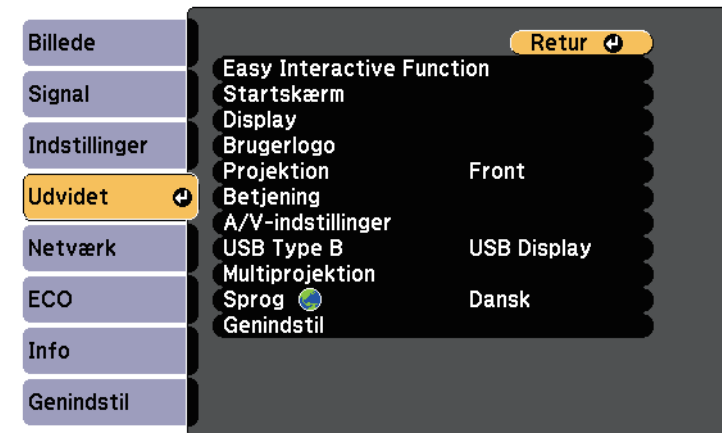 Billede
Signal
Indstillinger
Udvidet
Netværk
ECO
Info
Genindstil
Retur
Easy Interactive Function
Startskærm
Display
Brugerlogo
Projektion Front
Betjening
A/V-indstillinger
USB Type B USB Display
Multiprojektion
Sprog Dansk
Genindstil